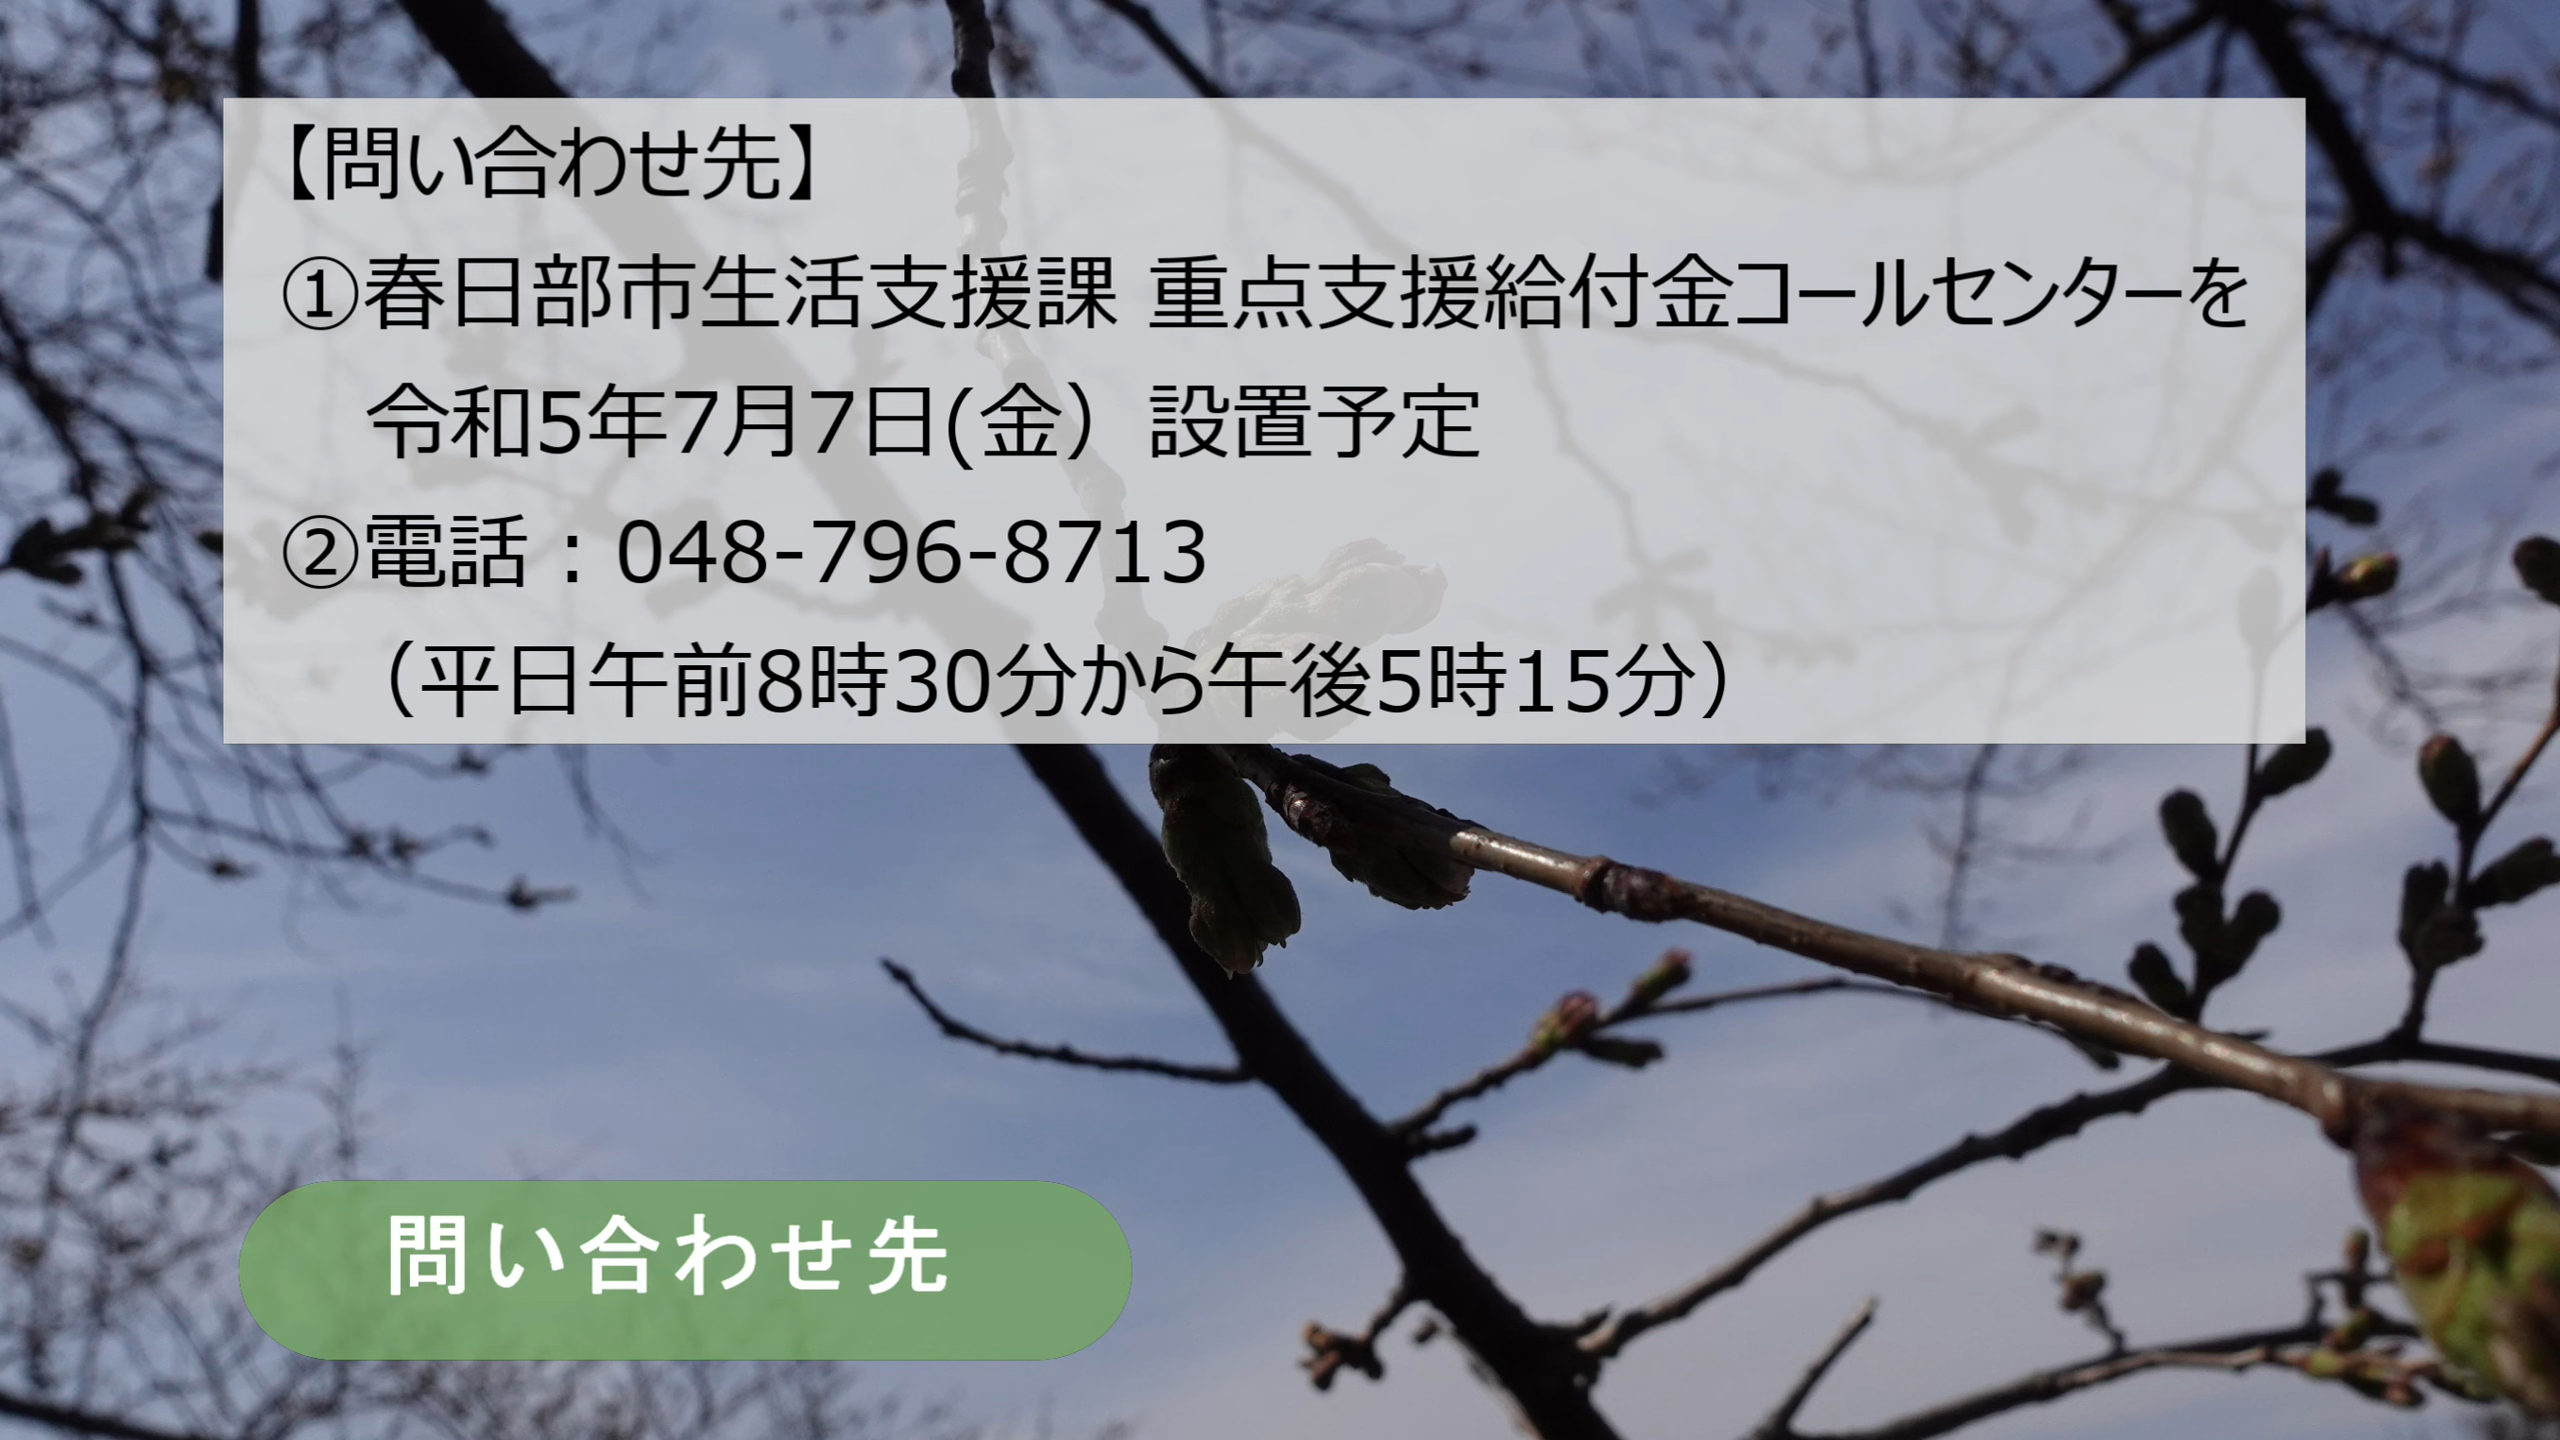 【問い合わせ先】
①春日部市生活支援課 重点支援給付金コールセンターを
令和5年7月7日(金）設置予定
②電話：048-796-8713
（平日午前8時30分から午後5時15分）
問い合わせ先